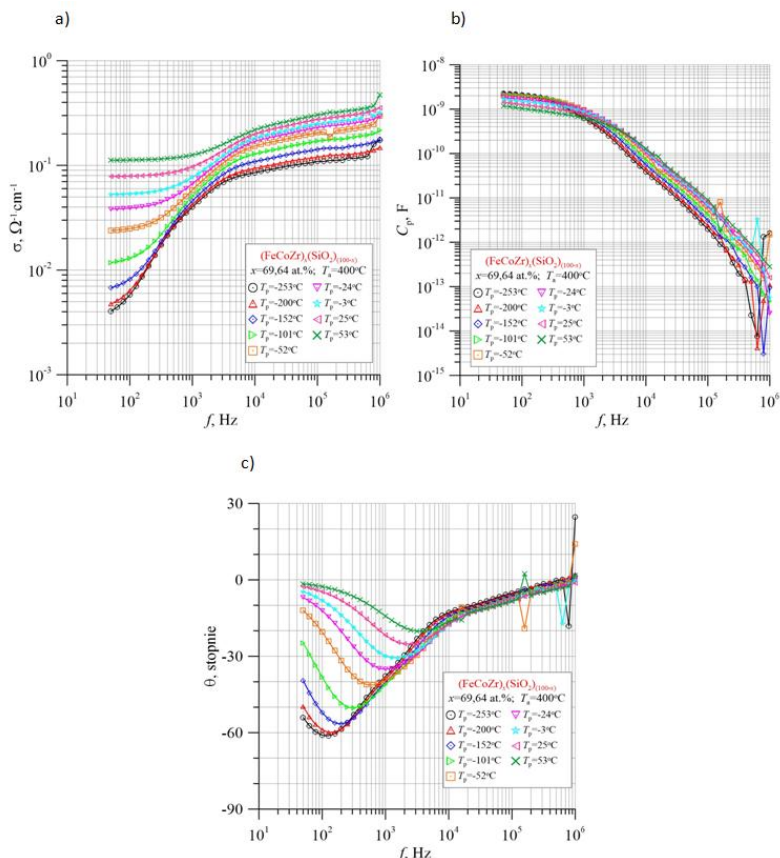 a)
b)
10⁰
10⁻¹
10⁻²
10⁻³
σ, Ω⁻¹·cm⁻¹
(FeCoZr)ₓ(SiO₂)₍₁₀₀₋ₓ₎
x=69,64 at.%; Tₐ=400°C
Tₚ=-253°C Tₚ=-24°C
Tₚ=-200°C Tₚ=-3°C
Tₚ=-152°C Tₚ=25°C
Tₚ=-101°C Tₚ=53°C
Tₚ=-52°C
10¹ 10² 10³ 10⁴ 10⁵ 10⁶
f, Hz
10⁻⁸
10⁻⁹
10⁻¹⁰
10⁻¹¹
10⁻¹²
10⁻¹³
10⁻¹⁴
10⁻¹⁵
Cₚ, F
(FeCoZr)ₓ(SiO₂)₍₁₀₀₋ₓ₎
x=69,64 at.%; Tₐ=400°C
Tₚ=-253°C Tₚ=-24°C
Tₚ=-200°C Tₚ=-3°C
Tₚ=-152°C Tₚ=25°C
Tₚ=-101°C Tₚ=53°C
Tₚ=-52°C
10¹ 10² 10³ 10⁴ 10⁵ 10⁶
f, Hz
c)
30
0
-30
-60
-90
θ, stopnie
(FeCoZr)ₓ(SiO₂)₍₁₀₀₋ₓ₎
x=69,64 at.%; Tₐ=400°C
Tₚ=-253°C Tₚ=-24°C
Tₚ=-200°C Tₚ=-3°C
Tₚ=-152°C Tₚ=25°C
Tₚ=-101°C Tₚ=53°C
Tₚ=-52°C
10¹ 10² 10³ 10⁴ 10⁵ 10⁶
f, Hz